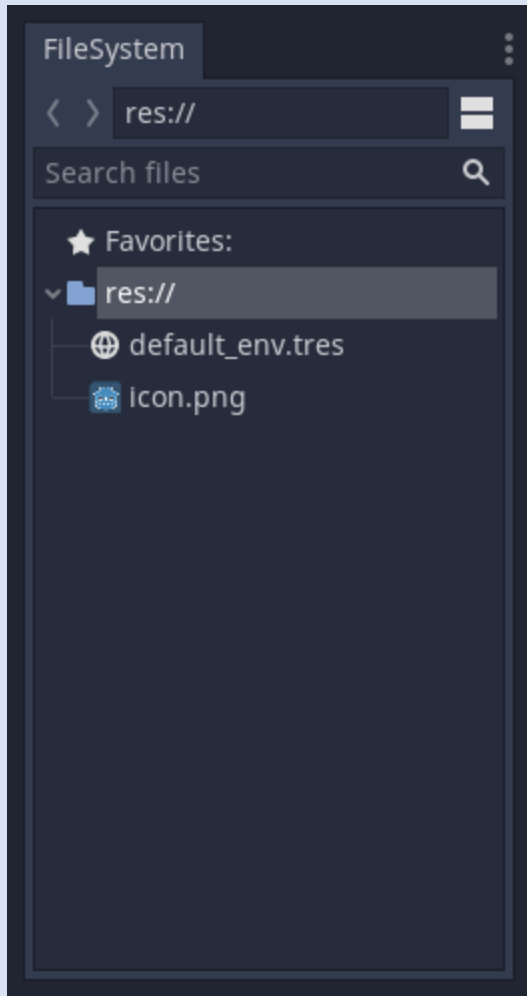 FileSystem
res://
Search files
Favorites:
res://
default_env.tres
icon.png